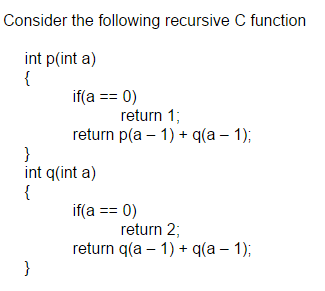 Consider the following recursive C function
int p(int a)
{
if(a == 0)
return 1;
return p(a – 1) + q(a – 1);
}
int q(int a)
{
if(a == 0)
return 2;
return q(a – 1) + q(a – 1);
}